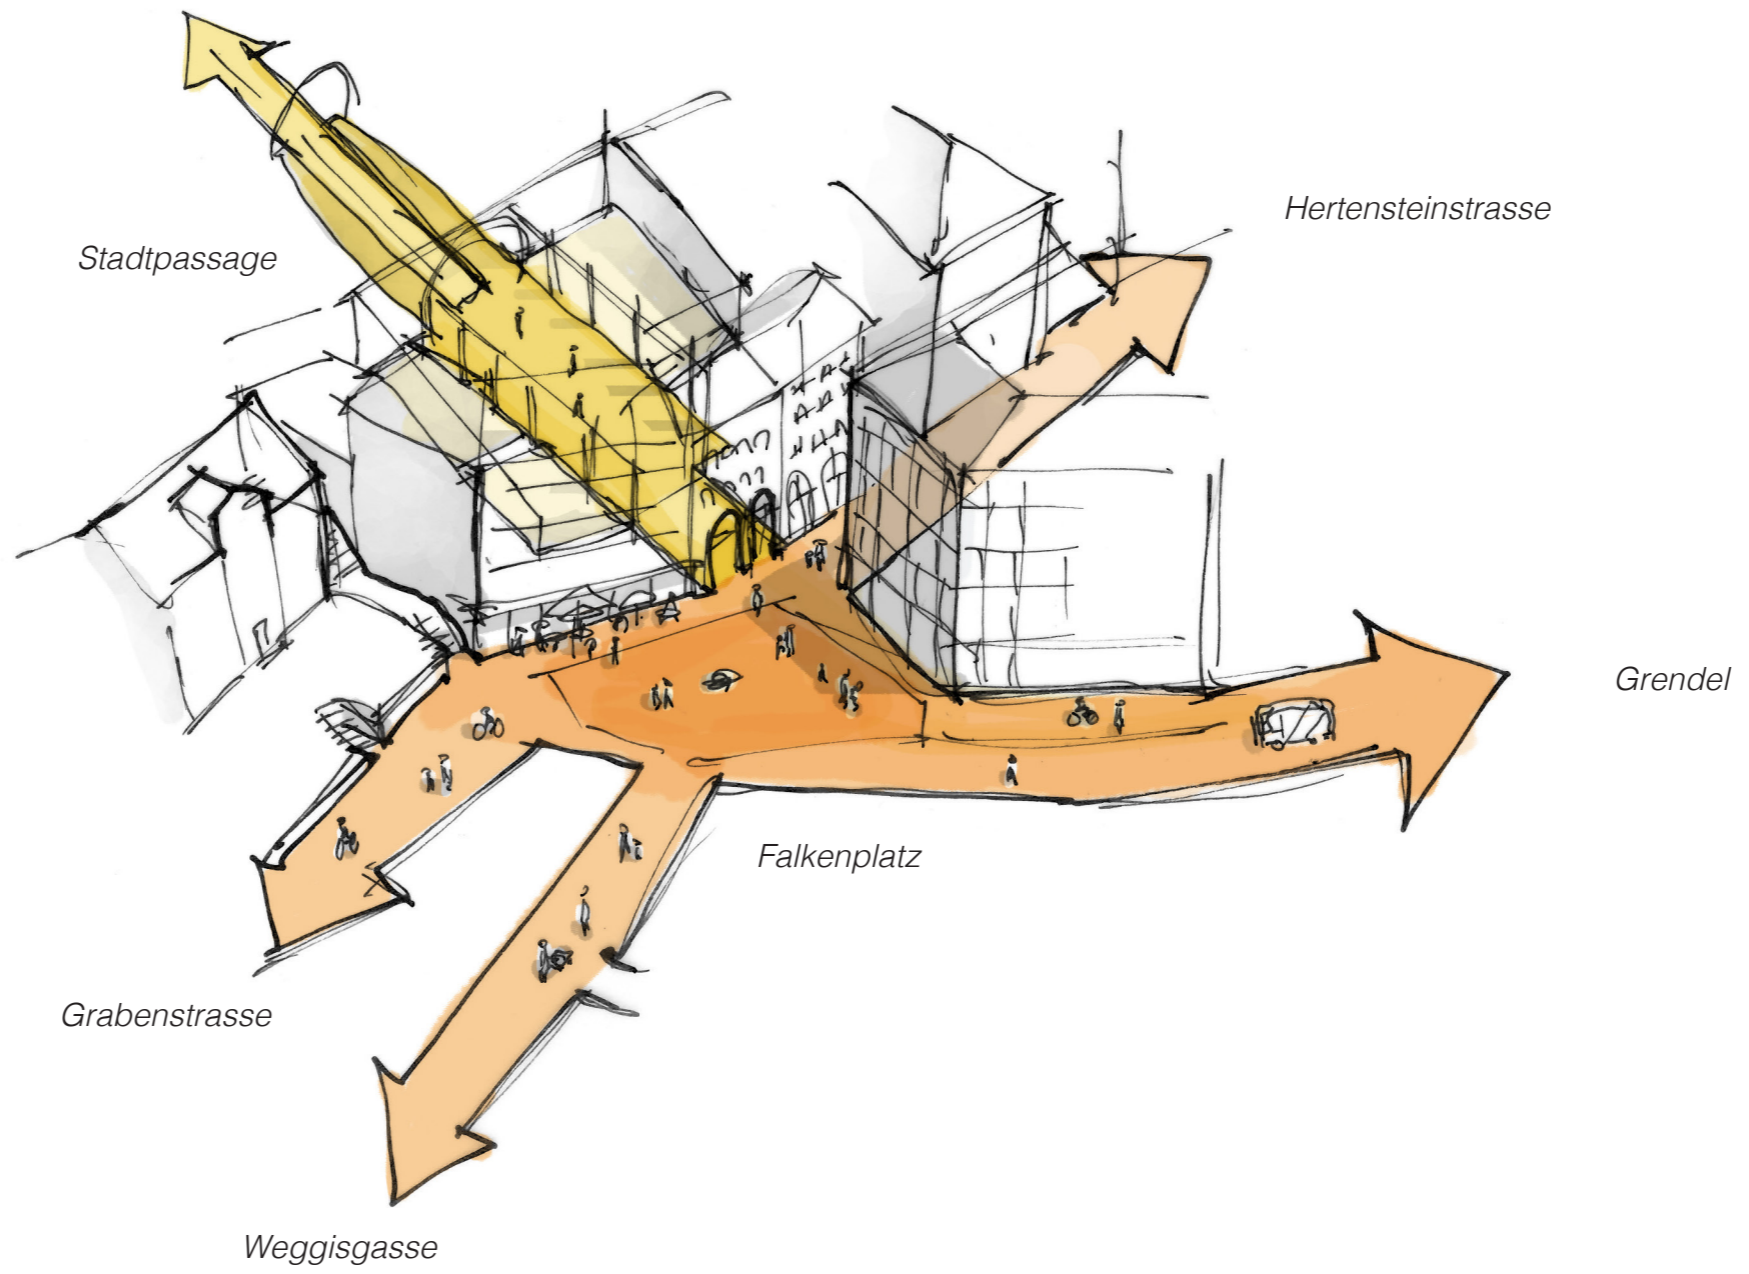 Hertensteinstrasse
Stadtpassage
Grendel
Falkenplatz
Grabenstrasse
Weggisgasse